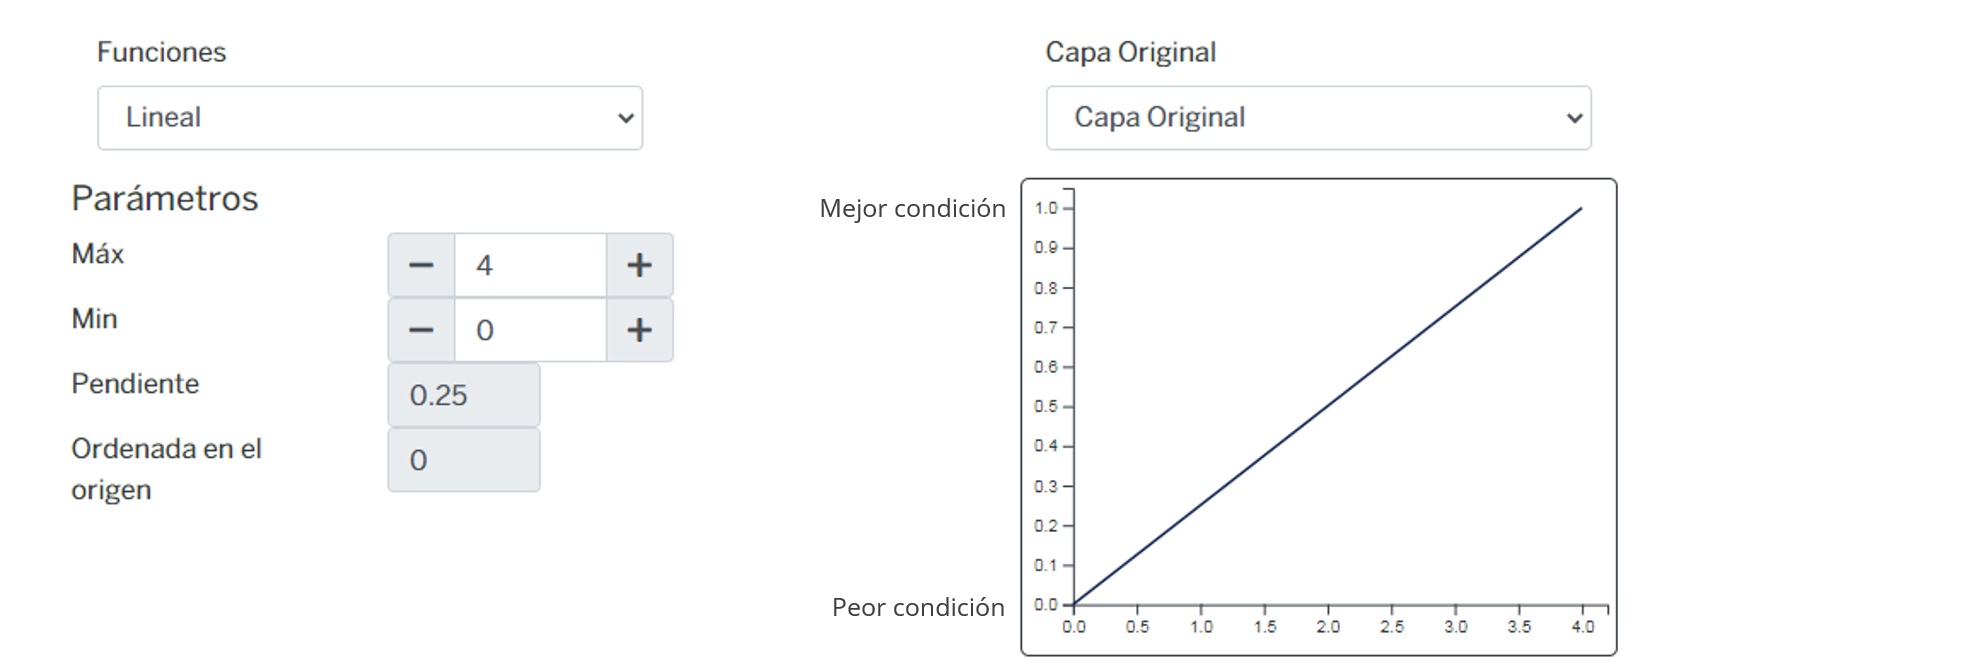 Funciones
Lineal
Parámetros
Máx
4
Min
0
Pendiente
0.25
Ordenada en el
origen
0
Capa Original
Capa Original
Mejor condición
Peor condición
1.0
0.9
0.8
0.7
0.6
0.5
0.4
0.3
0.2
0.1
0.0
0.0 0.5 1.0 1.5 2.0 2.5 3.0 3.5 4.0